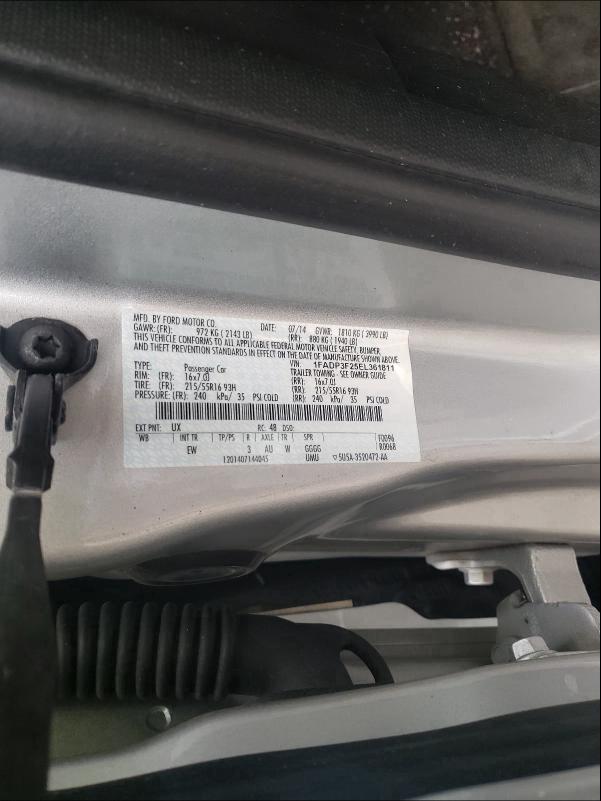 MFD. BY FORD MOTOR CO.
DATE: 07/14 GVWR: 1810 KG ( 3990 LB)
GAWR: (FR): 972 KG ( 2143 LB) (RR): 880 KG ( 1940 LB)
THIS VEHICLE CONFORMS TO ALL APPLICABLE FEDERAL MOTOR VEHICLE SAFETY, BUMPER,
AND THEFT PREVENTION STANDARDS IN EFFECT ON THE DATE OF MANUFACTURE SHOWN ABOVE.
VIN: 1FADP3F25EL361811
TYPE: Passenger Car TRAILER TOWING - SEE OWNER GUIDE
RIM: (FR): 16x7.0J (RR): 16x7.0J
TIRE: (FR): 215/55R16 93H (RR): 215/55R16 93H
PRESSURE: (FR): 240 kPa/ 35 PSI COLD (RR): 240 kPa/ 35 PSI COLD
EXT PNT: UX RC: 48 DSO:
WB INT TR TP/PS R AXLE TR SPR F0096
EW 3 AU W GGGG R0068
1201407144045 UMU 5U5A-3520472-AA